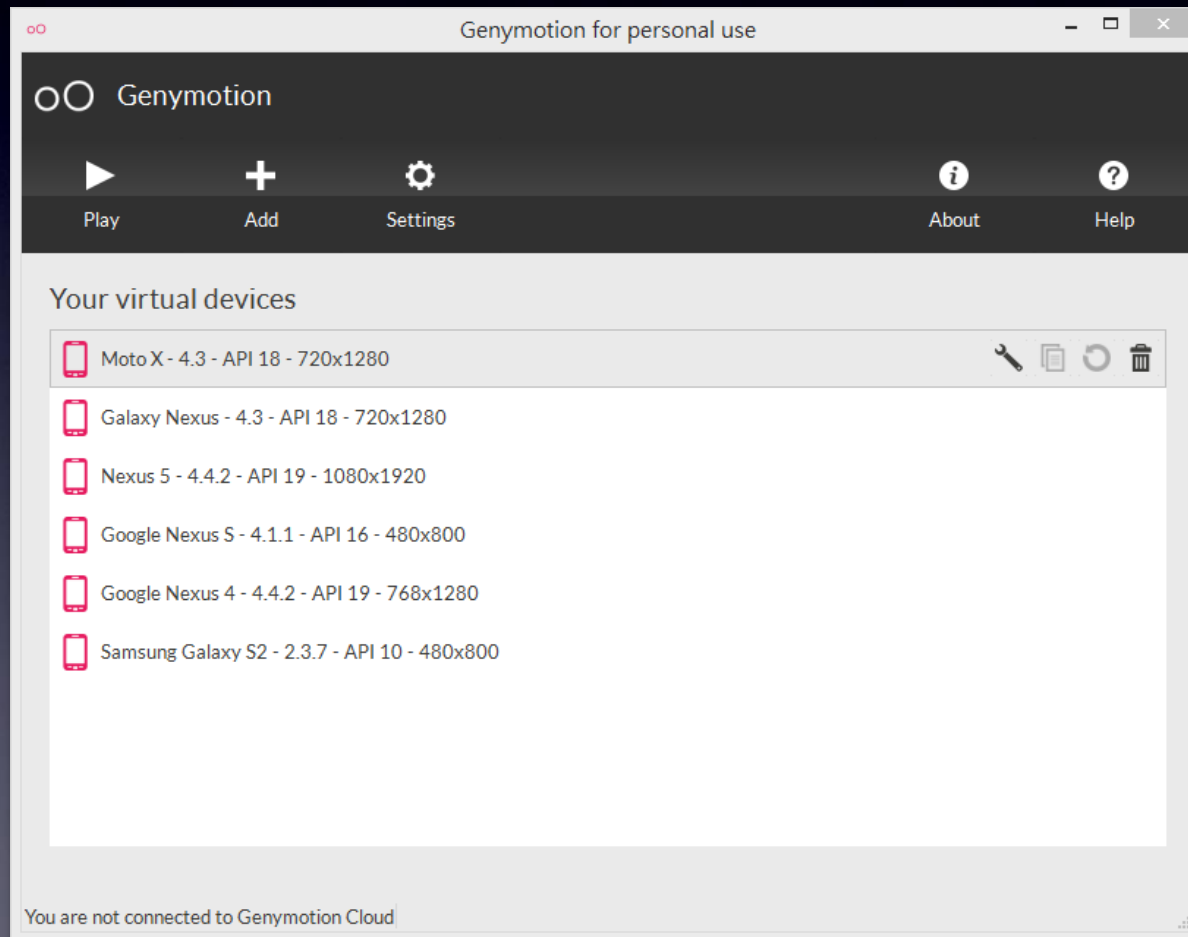 Genymotion for personal use
Genymotion
Play Add Settings About Help
Your virtual devices
Moto X - 4.3 - API 18 - 720x1280
Galaxy Nexus - 4.3 - API 18 - 720x1280
Nexus 5 - 4.4.2 - API 19 - 1080x1920
Google Nexus S - 4.1.1 - API 16 - 480x800
Google Nexus 4 - 4.4.2 - API 19 - 768x1280
Samsung Galaxy S2 - 2.3.7 - API 10 - 480x800
You are not connected to Genymotion Cloud